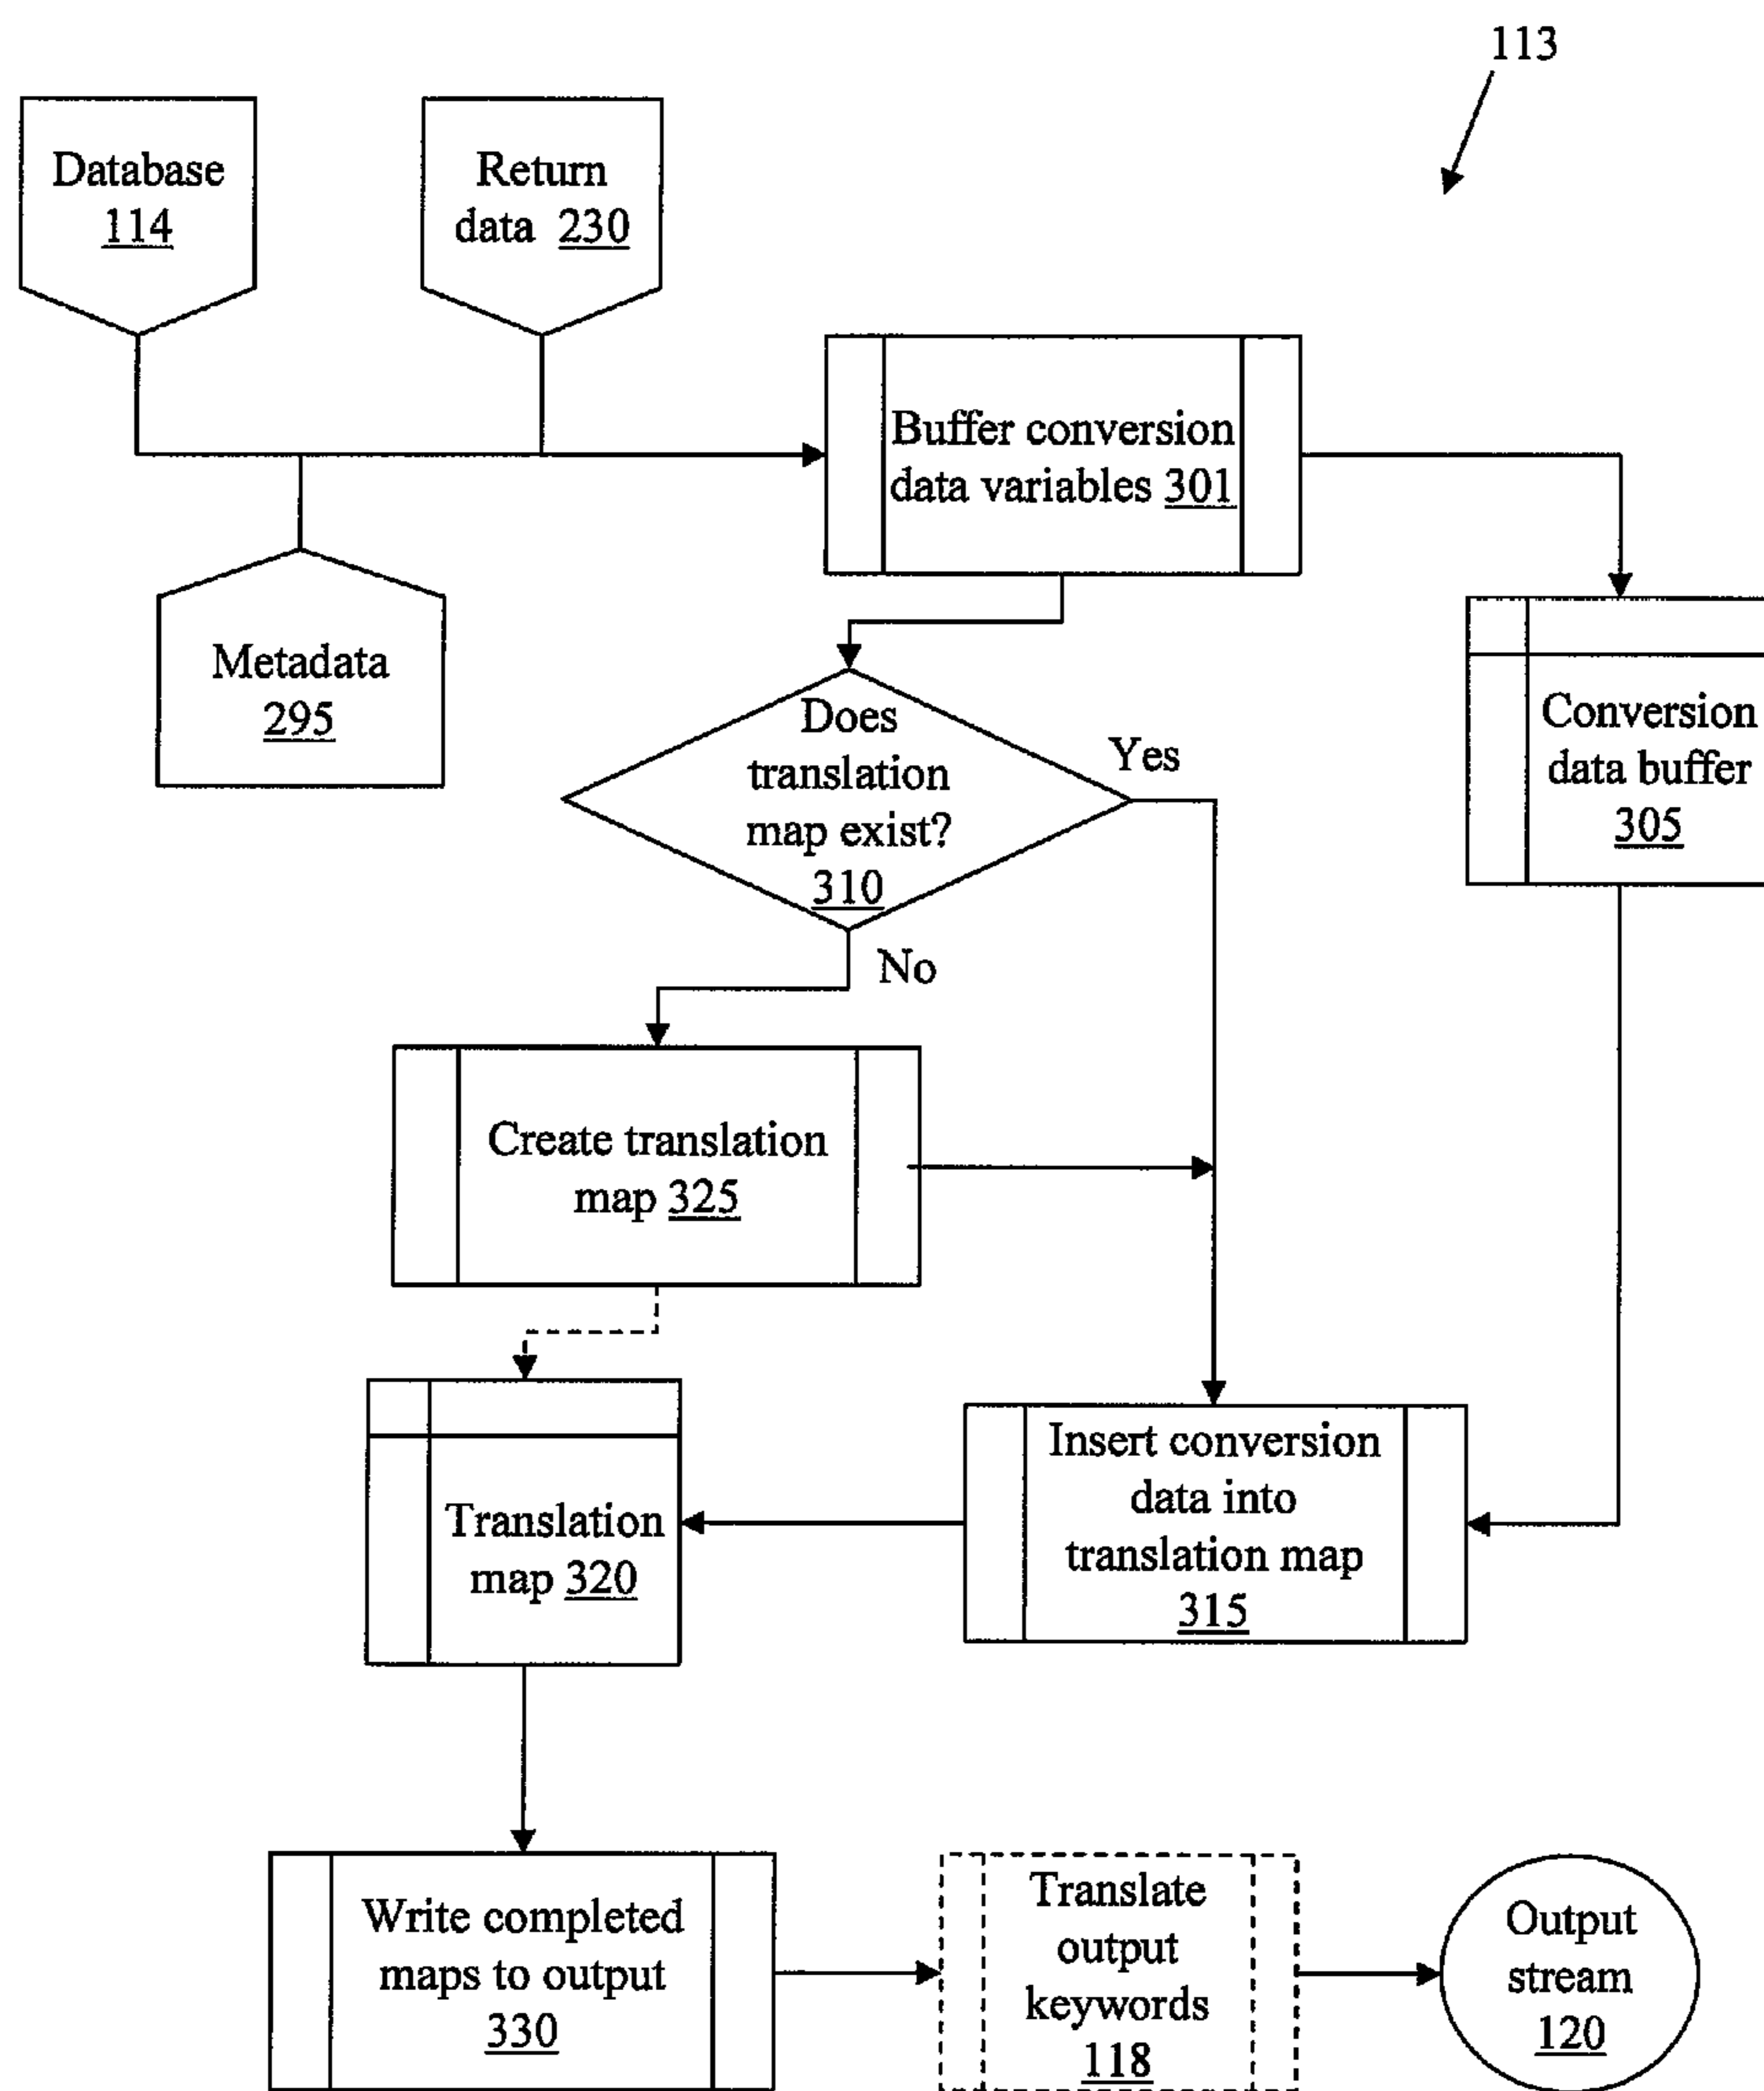 113
Database
114
Return
data 230
Buffer conversion
data variables 301
Metadata
295
Does
translation
map exist?
310
Yes
No
Conversion
data buffer
305
Create translation
map 325
Insert conversion
data into
translation map
315
Translation
map 320
Write completed
maps to output
330
Translate
output
keywords
118
Output
stream
120